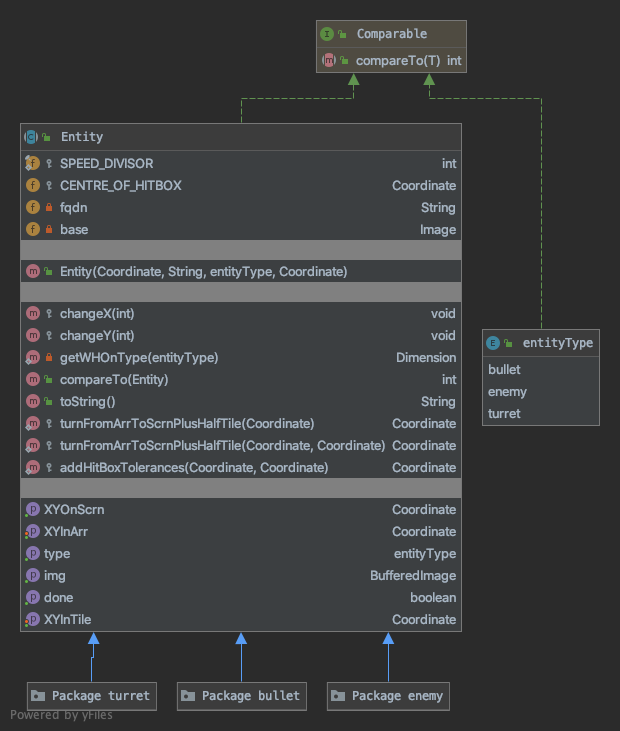 Comparable
compareTo(T) int
Entity
SPEED_DIVISOR int
CENTRE_OF_HITBOX Coordinate
fqdn String
base Image
Entity(Coordinate, String, entityType, Coordinate)
changeX(int) void
changeY(int) void
getWHOnType(entityType) Dimension
compareTo(Entity) int
toString() String
turnFromArrToScrnPlusHalfTile(Coordinate) Coordinate
turnFromArrToScrnPlusHalfTile(Coordinate, Coordinate) Coordinate
addHitBoxTolerances(Coordinate, Coordinate) Coordinate
XYOnScrn Coordinate
XYInArr Coordinate
type entityType
img BufferedImage
done boolean
XYInTile Coordinate
entityType
bullet
enemy
turret
Package turret
Package bullet
Package enemy
Powered by yFiles